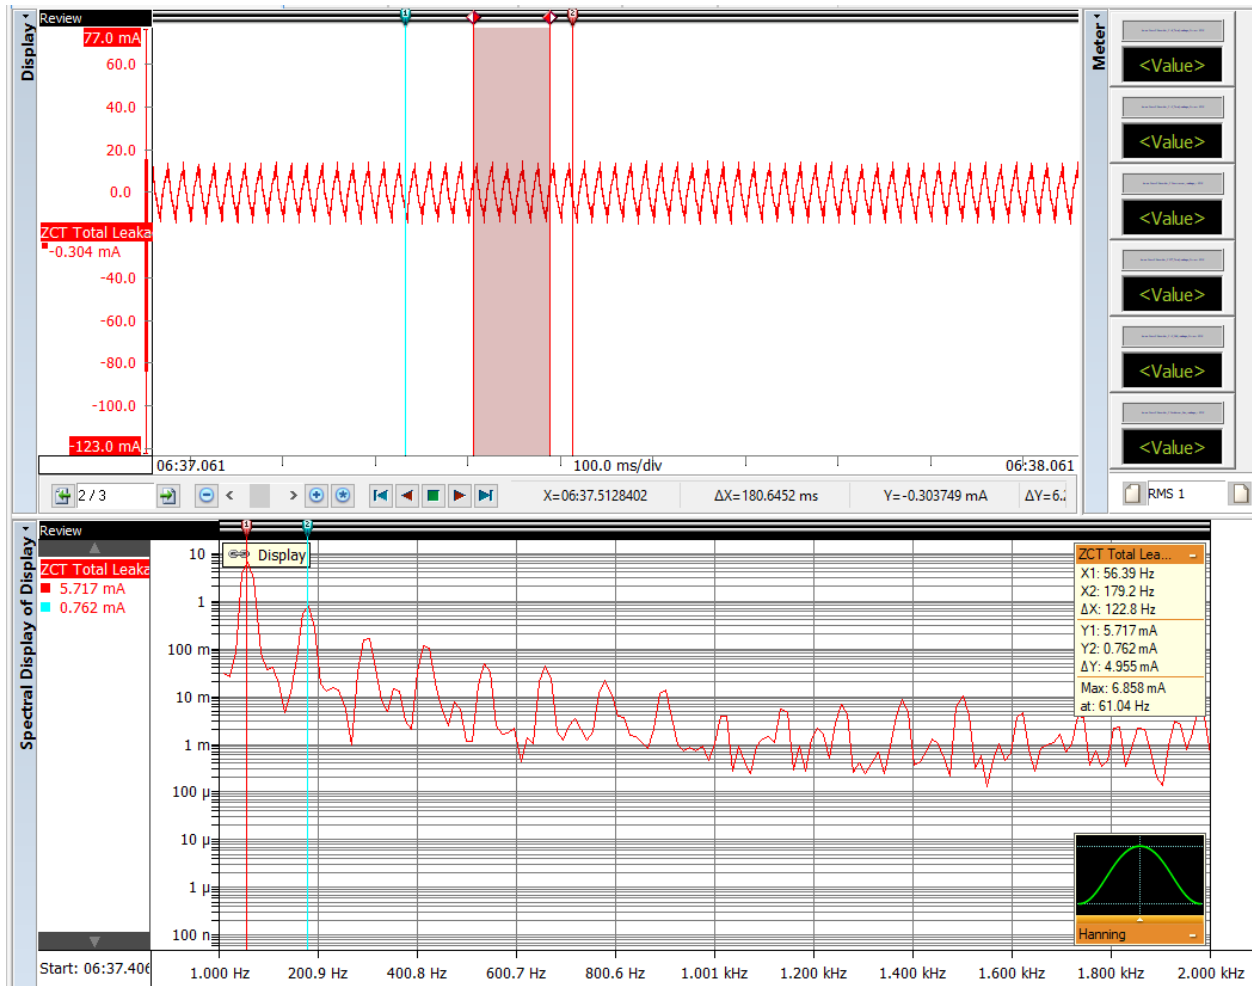 Display
Review
77.0 mA
60.0
40.0
20.0
0.0
ZCT Total Leaka
-0.304 mA
-40.0
-60.0
-80.0
-100.0
-123.0 mA
1
2
06:37.061
100.0 ms/div
06:38.061
2 / 3
X=06:37.5128402
ΔX=180.6452 ms
Y=-0.303749 mA
ΔY=6.2
Meter
<Value>
<Value>
<Value>
<Value>
<Value>
<Value>
RMS 1
Spectral Display of Display
Review
ZCT Total Leaka
5.717 mA
0.762 mA
1
2
Display
10
1
100 m
10 m
1 m
100 µ
10 µ
1 µ
100 n
ZCT Total Lea...
X1: 56.39 Hz
X2: 179.2 Hz
ΔX: 122.8 Hz
Y1: 5.717 mA
Y2: 0.762 mA
ΔY: 4.955 mA
Max: 6.858 mA
at: 61.04 Hz
Hanning
Start: 06:37.406
1.000 Hz
200.9 Hz
400.8 Hz
600.7 Hz
800.6 Hz
1.001 kHz
1.200 kHz
1.400 kHz
1.600 kHz
1.800 kHz
2.000 kHz